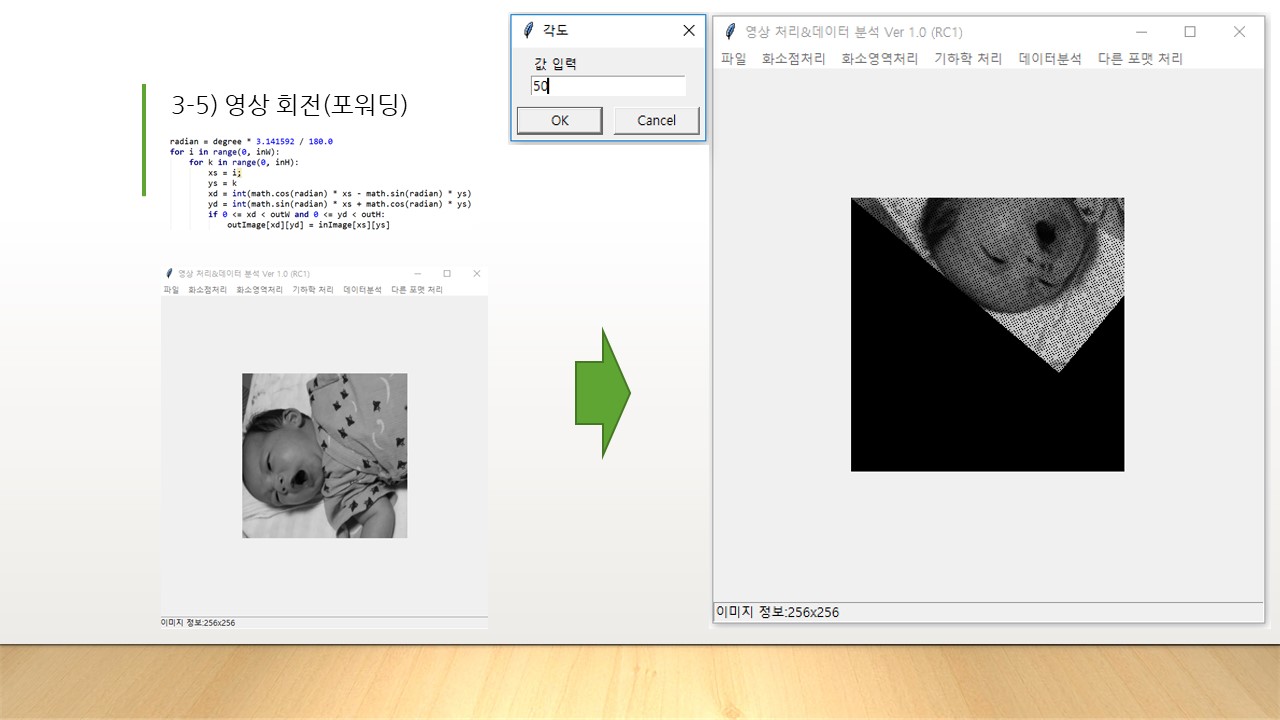 3-5) 영상 회전(포워딩)
radian = degree * 3.141592 / 180.0
for i in range(0, inW):
for k in range(0, inH):
xs = i;
ys = k
xd = int(math.cos(radian) * xs - math.sin(radian) * ys)
yd = int(math.sin(radian) * xs + math.cos(radian) * ys)
if 0 <= xd < outW and 0 <= yd < outH:
outImage[xd][yd] = inImage[xs][ys]
영상 처리&데이터 분석 Ver 1.0 (RC1)
파일 화소점처리 화소영역처리 기하학 처리 데이터분석 다른 포맷 처리
이미지 정보:256x256
각도
값 입력
50
OK Cancel
영상 처리&데이터 분석 Ver 1.0 (RC1)
파일 화소점처리 화소영역처리 기하학 처리 데이터분석 다른 포맷 처리
이미지 정보:256x256